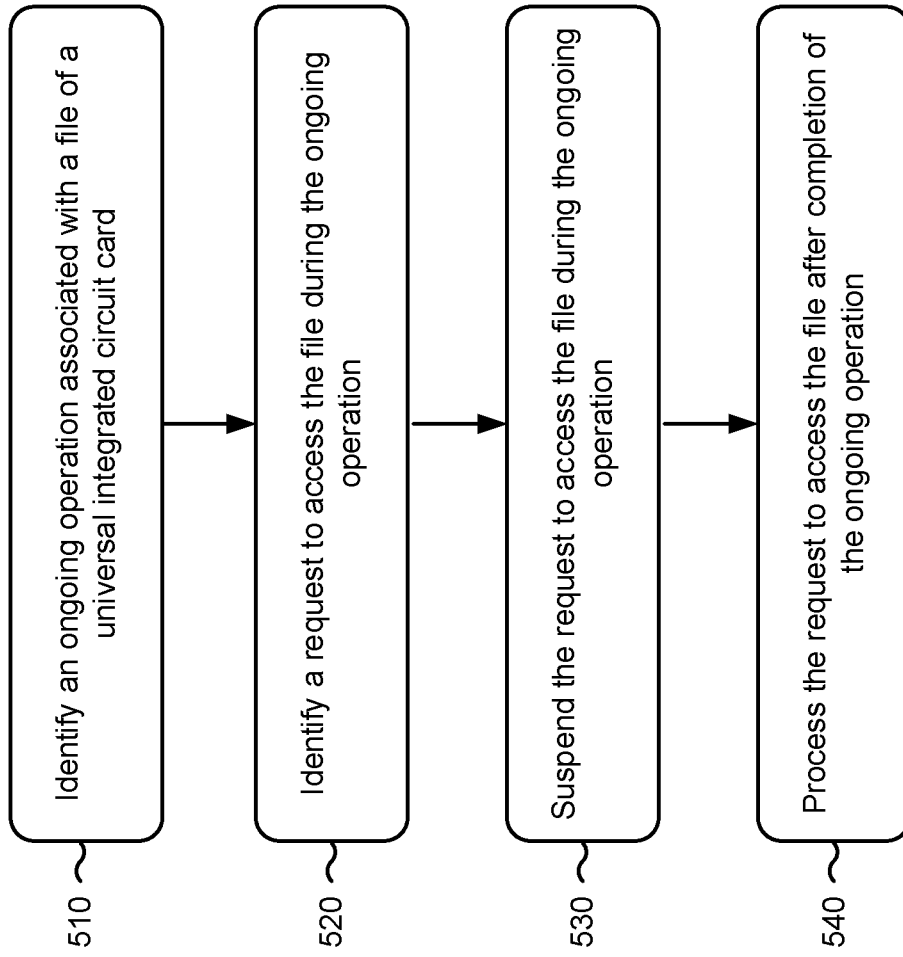 510
Identify an ongoing operation associated with a file of a
universal integrated circuit card
520
Identify a request to access the file during the ongoing
operation
530
Suspend the request to access the file during the ongoing
operation
540
Process the request to access the file after completion of
the ongoing operation